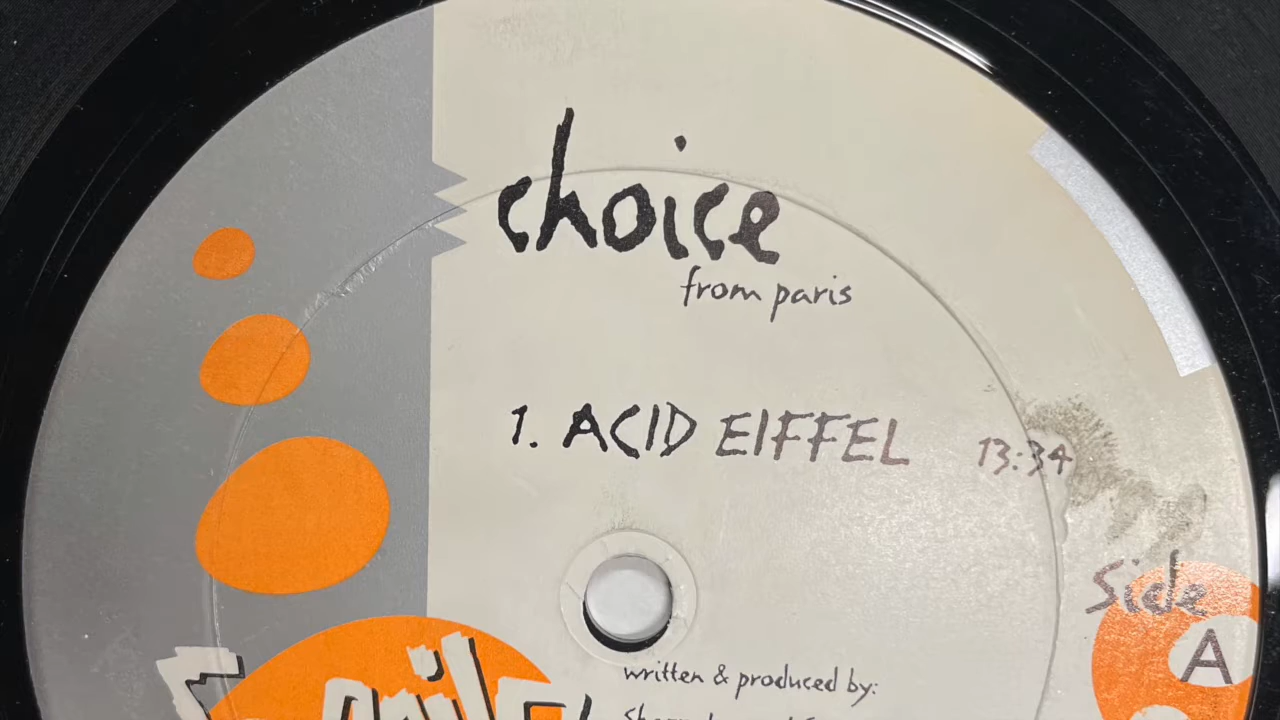 choice
from paris
1. ACID EIFFEL 13:34
Side
A
written & produced by: